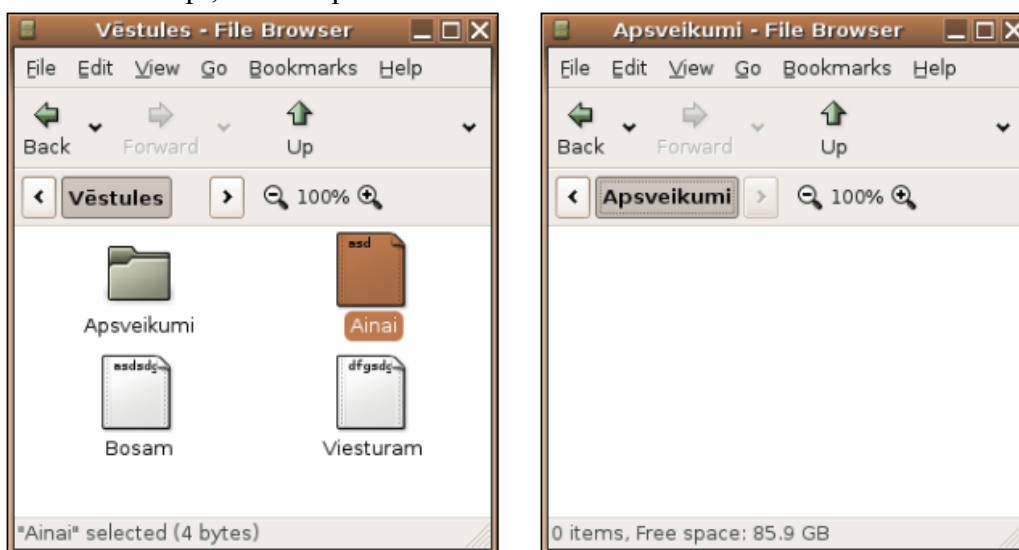 Vēstules - File Browser
File Edit View Go Bookmarks Help
Back Forward Up
Vēstules 100%
asd
Apsveikumi Ainai
asdsdg dfgsdg
Bosam Viesturam
"Ainai" selected (4 bytes)
Apsveikumi - File Browser
File Edit View Go Bookmarks Help
Back Forward Up
Apsveikumi 100%
0 items, Free space: 85.9 GB